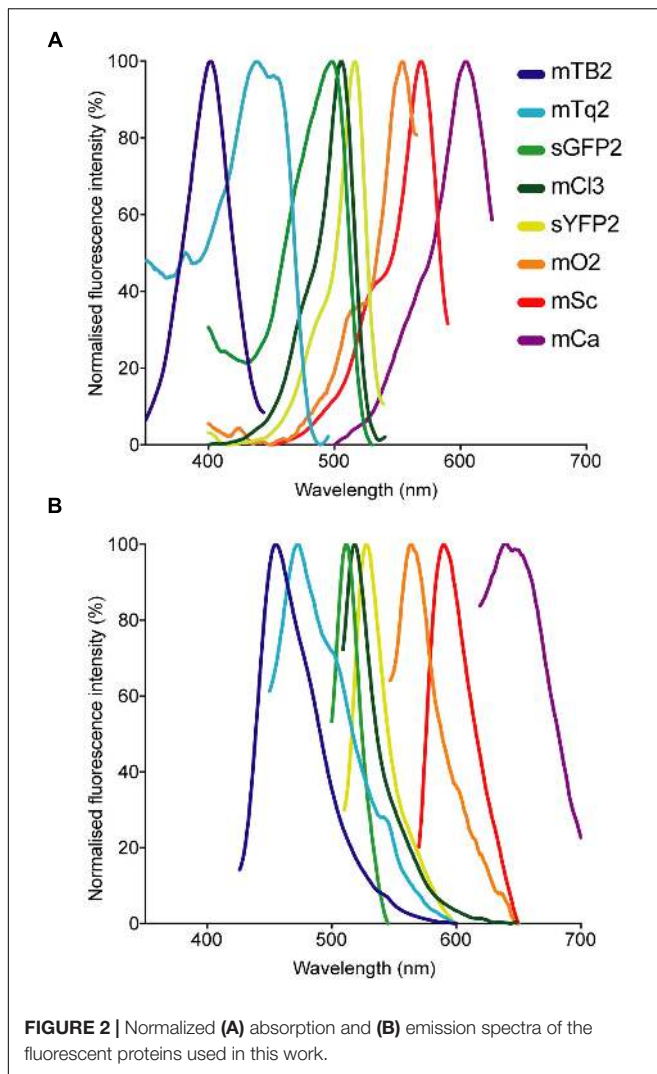 A
Normalised fluorescence intensity (%)
100
80
60
40
20
0
400
500
600
700
Wavelength (nm)
mTB2
mTq2
sGFP2
mCl3
sYFP2
mO2
mSc
mCa
B
Normalised fluorescence intensity (%)
100
80
60
40
20
0
400
500
600
700
Wavelength (nm)
FIGURE 2 | Normalized (A) absorption and (B) emission spectra of the
fluorescent proteins used in this work.